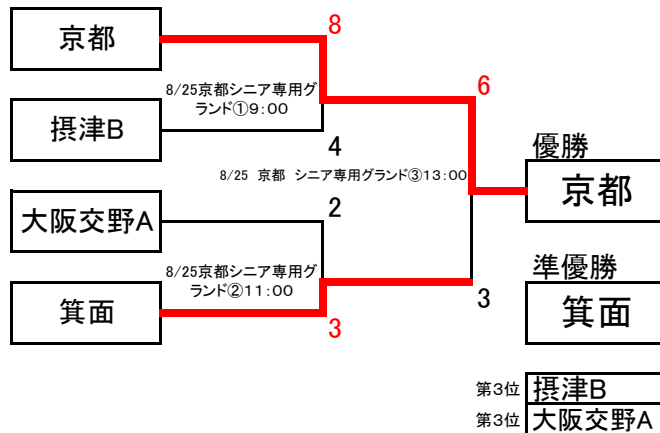 京都
8
8/25京都シニア専用グ
ランド①9:00
6
摂津B
4
優勝
8/25 京都 シニア専用グランド③13:00
京都
大阪交野A
2
8/25京都シニア専用グ
ランド②11:00
準優勝
箕面
3
3
箕面
第3位 摂津B
第3位 大阪交野A